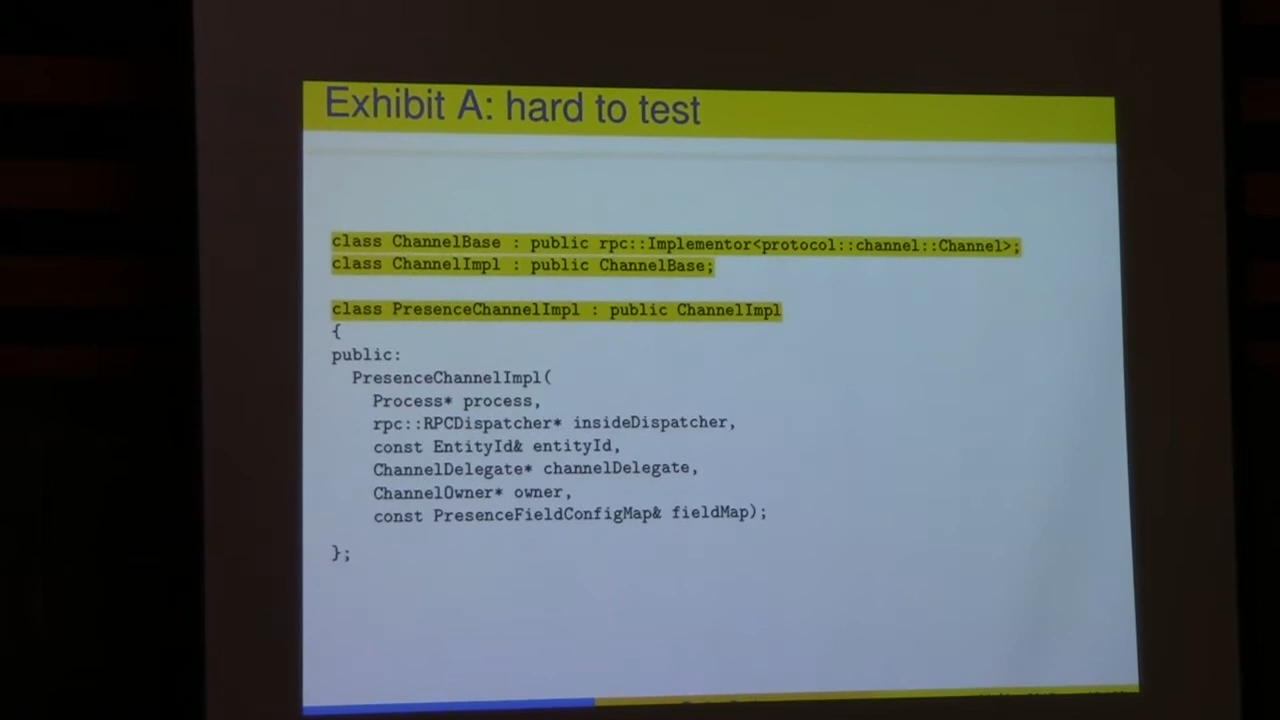 Exhibit A: hard to test
class ChannelBase : public rpc::Implementor<protocol::channel::Channel>;
class ChannelImpl : public ChannelBase;
class PresenceChannelImpl : public ChannelImpl
{
public:
PresenceChannelImpl(
Process* process,
rpc::RPCDispatcher* insideDispatcher,
const EntityId& entityId,
ChannelDelegate* channelDelegate,
ChannelOwner* owner,
const PresenceFieldConfigMap& fieldMap);
};